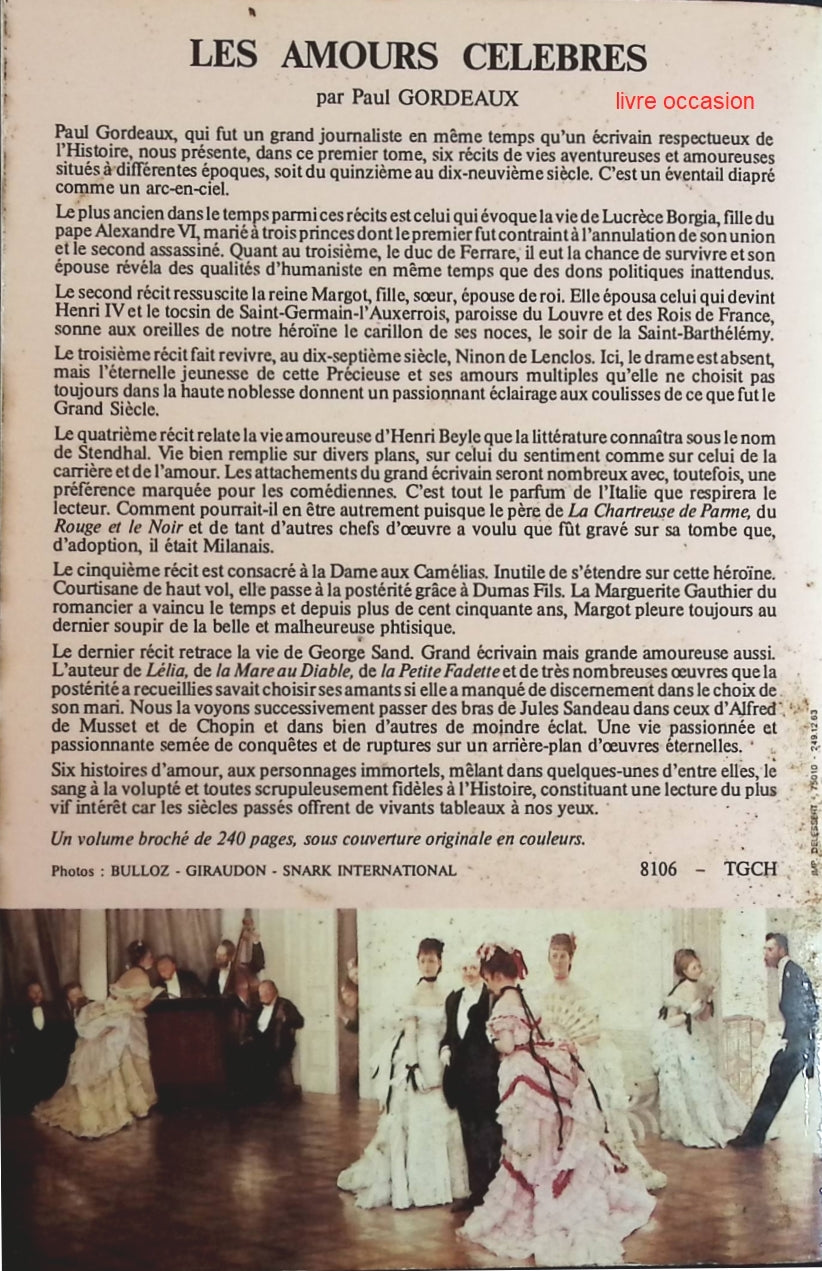 LES AMOURS CELEBRES
par Paul GORDEAUX
livre occasion
Paul Gordeaux, qui fut un grand journaliste en même temps qu'un écrivain respectueux de
l'Histoire, nous présente, dans ce premier tome, six récits de vies aventureuses et amoureuses
situés à différentes époques, soit du quinzième au dix-neuvième siècle. C'est un éventail diapré
comme un arc-en-ciel.
Le plus ancien dans le temps parmi ces récits est celui qui évoque la vie de Lucrèce Borgia, fille du
pape Alexandre VI, marié à trois princes dont le premier fut contraint à l'annulation de son union
et le second assassiné. Quant au troisième, le duc de Ferrare, il eut la chance de survivre et son
épouse révéla des qualités d'humaniste en même temps que des dons politiques inattendus.
Le second récit ressuscite la reine Margot, fille, sœur, épouse de roi. Elle épousa celui qui devint
Henri IV et le tocsin de Saint-Germain-l'Auxerrois, paroisse du Louvre et des Rois de France,
sonne aux oreilles de notre héroïne le carillon de ses noces, le soir de la Saint-Barthélémy.
Le troisième récit fait revivre, au dix-septième siècle, Ninon de Lenclos. Ici, le drame est absent,
mais l'éternelle jeunesse de cette Précieuse et ses amours multiples qu'elle ne choisit pas
toujours dans la haute noblesse donnent un passionnant éclairage aux coulisses de ce que fut le
Grand Siècle.
Le quatrième récit relate la vie amoureuse d'Henri Beyle que la littérature connaîtra sous le nom
de Stendhal. Vie bien remplie sur divers plans, sur celui du sentiment comme sur celui de la
carrière et de l'amour. Les attachements du grand écrivain seront nombreux avec, toutefois, une
préférence marquée pour les comédiennes. C'est tout le parfum de l'Italie que respirera le
lecteur. Comment pourrait-il en être autrement puisque le père de La Chartreuse de Parme, du
Rouge et le Noir et de tant d'autres chefs d'œuvre a voulu que fût gravé sur sa tombe que,
d'adoption, il était Milanais.
Le cinquième récit est consacré à la Dame aux Camélias. Inutile de s'étendre sur cette héroïne.
Courtisane de haut vol, elle passe à la postérité grâce à Dumas Fils. La Marguerite Gauthier du
romancier a vaincu le temps et depuis plus de cent cinquante ans, Margot pleure toujours au
dernier soupir de la belle et malheureuse phtisique.
Le dernier récit retrace la vie de George Sand. Grand écrivain mais grande amoureuse aussi.
L'auteur de Lélia, de la Mare au Diable, de la Petite Fadette et de très nombreuses œuvres que la
postérité a recueillies savait choisir ses amants si elle a manqué de discernement dans le choix de
son mari. Nous la voyons successivement passer des bras de Jules Sandeau dans ceux d'Alfred
de Musset et de Chopin et dans bien d'autres de moindre éclat. Une vie passionnée et
passionnante semée de conquêtes et de ruptures sur un arrière-plan d'œuvres éternelles.
Six histoires d'amour, aux personnages immortels, mêlant dans quelques-unes d'entre elles, le
sang à la volupté et toutes scrupuleusement fidèles à l'Histoire, constituant une lecture du plus
vif intérêt car les siècles passés offrent de vivants tableaux à nos yeux.
Un volume broché de 240 pages, sous couverture originale en couleurs.
Photos : BULLOZ - GIRAUDON - SNARK INTERNATIONAL
8106 - TGCH
IMP. DELESSERT - 75010 - 249.12.63